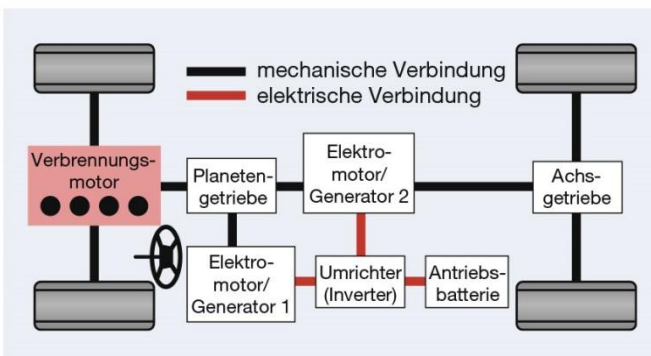 mechanische Verbindung
elektrische Verbindung
Verbrennungs-
motor
Planeten-
getriebe
Elektro-
motor/
Generator 2
Achs-
getriebe
Elektro-
motor/
Generator 1
Umrichter
(Inverter)
Antriebs-
batterie